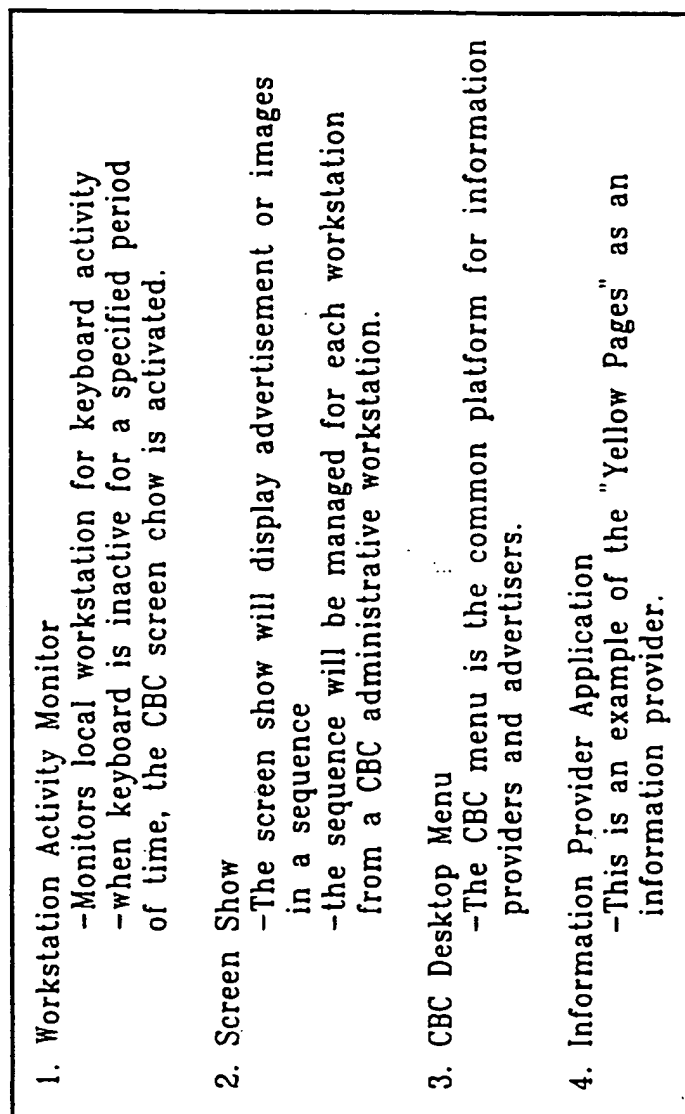 1. Workstation Activity Monitor
-Monitors local workstation for keyboard activity
-when keyboard is inactive for a specified period
of time, the CBC screen chow is activated.
2. Screen Show
-The screen show will display advertisement or images
in a sequence
-the sequence will be managed for each workstation
from a CBC administrative workstation.
3. CBC Desktop Menu
-The CBC menu is the common platform for information
providers and advertisers.
4. Information Provider Application
-This is an example of the "Yellow Pages" as an
information provider.